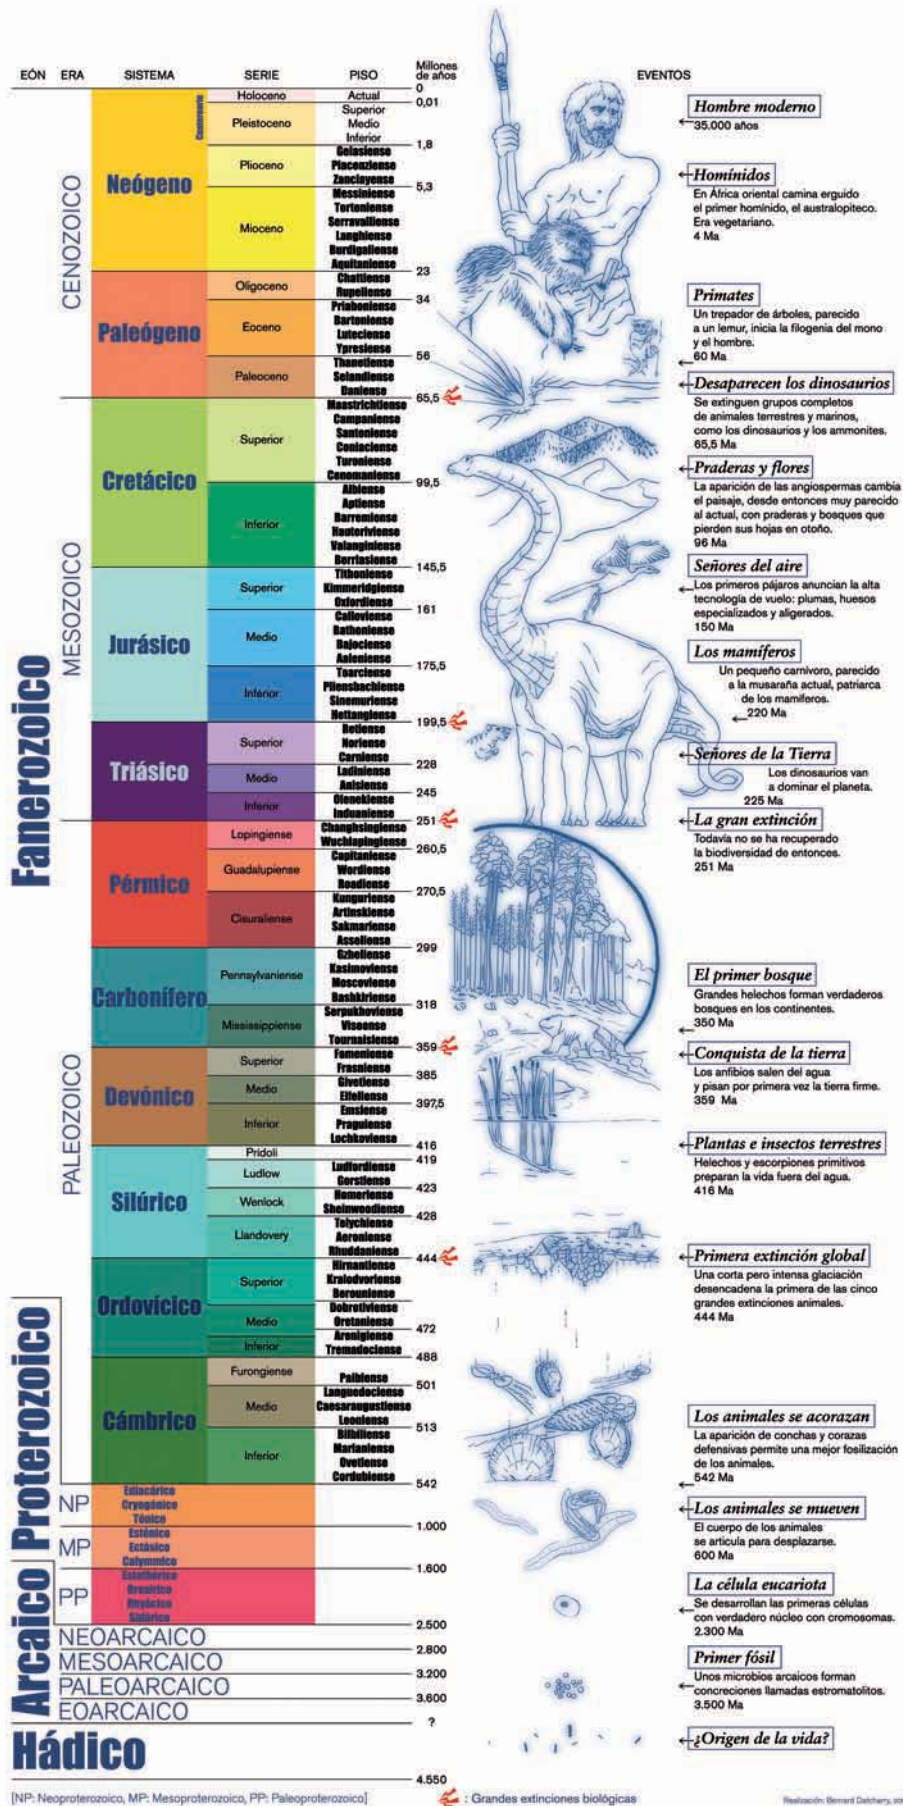 EÓN ERA SISTEMA SERIE PISO Millones de años EVENTOS
Fanerozoico
Proterozoico
Arcaico
Hádico
CENOZOICO
MESOZOICO
PALEOZOICO
NP
MP
PP
NEOARCAICO
MESOARCAICO
PALEOARCAICO
EOARCAICO
Neógeno
Paleógeno
Cretácico
Jurásico
Triásico
Pérmico
Carbonífero
Devónico
Silúrico
Ordovícico
Cámbrico
Ediacárico
Cryogónico
Tónico
Esténico
Ectásico
Calymmico
Estathérico
Orosírico
Rhyácico
Sidérico
Holoceno
Pleistoceno
Plioceno
Mioceno
Oligoceno
Eoceno
Paleoceno
Superior
Inferior
Superior
Medio
Inferior
Superior
Medio
Inferior
Lopingiense
Guadalupiense
Cisuraliense
Pennsylvaniense
Mississippiense
Superior
Medio
Inferior
Pridoli
Ludlow
Wenlock
Llandovery
Superior
Medio
Inferior
Furongiense
Medio
Inferior
Actual
Superior
Medio
Inferior
Gelasiense
Piacenziense
Zanclayense
Messiniense
Tortoniense
Serravalliense
Langhiense
Burdigaliense
Aquitaniense
Chattiense
Rupeliense
Priaboniense
Bartoniense
Luteciense
Ypresiense
Thanetiense
Selandiense
Daniense
Maastrichtiense
Campaniense
Santoniense
Coniaciense
Turoniense
Cenomaniense
Albiense
Aptiense
Barremiense
Hauteriviense
Valanginiense
Berriasiense
Tithoniense
Kimmeridgiense
Oxfordiense
Calloviense
Bathoniense
Bajociense
Aaleniense
Toarciense
Pliensbachiense
Sinemuriense
Hettangiense
Retiense
Noriense
Carniense
Ladiniense
Anisiense
Olenekiense
Induaniense
Changhsingiense
Wuchiapingiense
Capitaniense
Wordiense
Roadiense
Kunguriense
Artinskiense
Sakmariense
Asseliense
Gzheliense
Kasimoviense
Moscoviense
Bashkiriense
Serpukhoviense
Viseense
Tournaisiense
Fameniense
Frasniense
Givetiense
Eifeliense
Emsiense
Pragulense
Lochkoviense
Ludfordiense
Gorstiense
Homeriense
Sheinwoodiense
Telychiense
Aeroniense
Rhuddaniense
Hirnantiense
Kralodvoriense
Berouniense
Dobrotiviense
Oretaniense
Arenigiense
Tremadociense
Paibiense
Languedociense
Caesaraugustiense
Leoniense
Bilbiliense
Marianiense
Ovetiense
Cordubiense
0
0,01
1,8
5,3
23
34
56
65,5
99,5
145,5
161
175,5
199,5
228
245
251
260,5
270,5
299
318
359
385
397,5
416
419
423
428
444
472
488
501
513
542
1.000
1.600
2.500
2.800
3.200
3.600
?
4.550
Hombre moderno
35.000 años
Homínidos
En África oriental camina erguido
el primer homínido, el australopiteco.
Era vegetariano.
4 Ma
Primates
Un trepador de árboles, parecido
a un lemur, inicia la filogenia del mono
y el hombre.
60 Ma
Desaparecen los dinosaurios
Se extinguen grupos completos
de animales terrestres y marinos,
como los dinosaurios y los ammonites.
65,5 Ma
Praderas y flores
La aparición de las angiospermas cambia
el paisaje, desde entonces muy parecido
al actual, con praderas y bosques que
pierden sus hojas en otoño.
96 Ma
Señores del aire
Los primeros pájaros anuncian la alta
tecnología de vuelo: plumas, huesos
especializados y aligerados.
150 Ma
Los mamíferos
Un pequeño carnívoro, parecido
a la musaraña actual, patriarca
de los mamíferos.
220 Ma
Señores de la Tierra
Los dinosaurios van
a dominar el planeta.
225 Ma
La gran extinción
Todavía no se ha recuperado
la biodiversidad de entonces.
251 Ma
El primer bosque
Grandes helechos forman verdaderos
bosques en los continentes.
350 Ma
Conquista de la tierra
Los anfibios salen del agua
y pisan por primera vez la tierra firme.
359 Ma
Plantas e insectos terrestres
Helechos y escorpiones primitivos
preparan la vida fuera del agua.
416 Ma
Primera extinción global
Una corta pero intensa glaciación
desencadena la primera de las cinco
grandes extinciones animales.
444 Ma
Los animales se acorazan
La aparición de conchas y corazas
defensivas permite una mejor fosilización
de los animales.
542 Ma
Los animales se mueven
El cuerpo de los animales
se articula para desplazarse.
600 Ma
La célula eucariota
Se desarrollan las primeras células
con verdadero núcleo con cromosomas.
2.300 Ma
Primer fósil
Unos microbios arcaicos forman
concreciones llamadas estromatolitos.
3.500 Ma
¿Origen de la vida?
[NP: Neoproterozoico, MP: Mesoproterozoico, PP: Paleoproterozoico]
: Grandes extinciones biológicas
Realización: Bernard Datcharry,